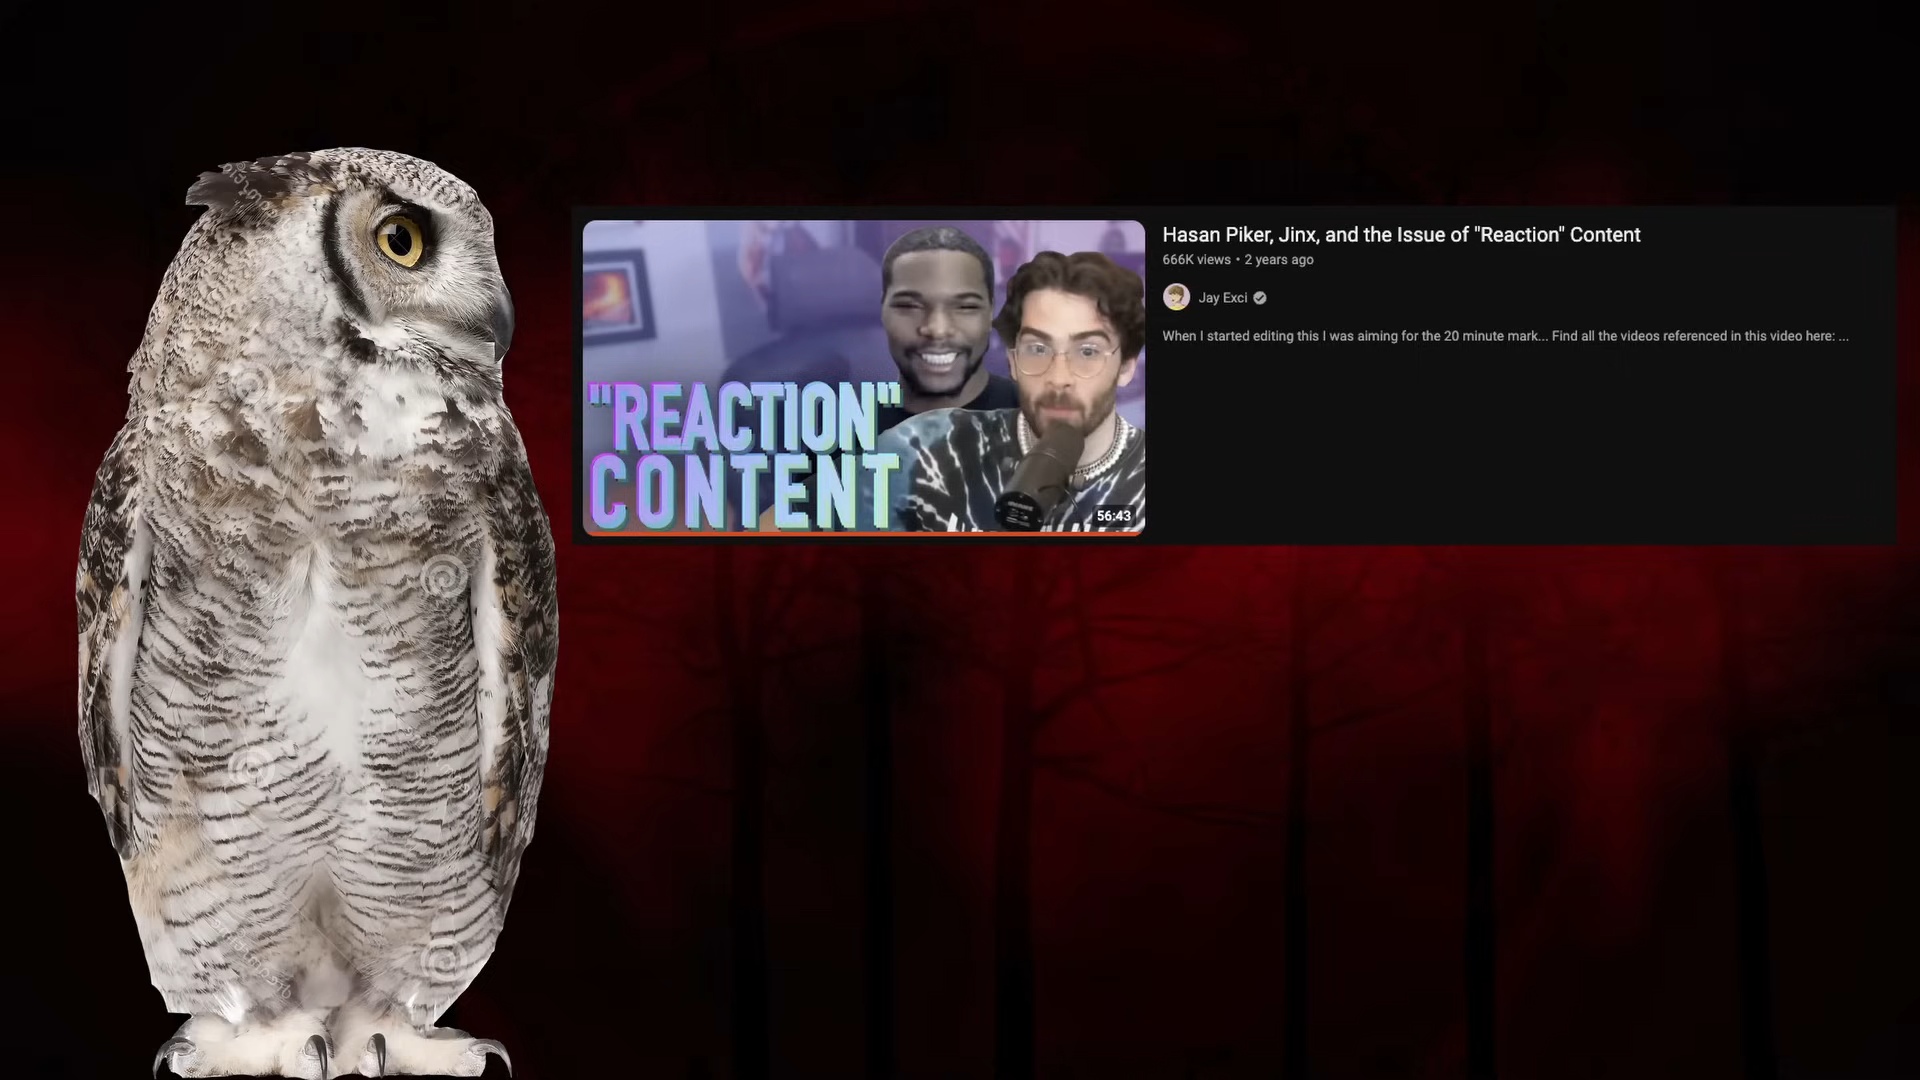 Hasan Piker, Jinx, and the Issue of "Reaction" Content
666K views • 2 years ago
Jay Exci
When I started editing this I was aiming for the 20 minute mark... Find all the videos referenced in this video here: ...
"REACTION"
CONTENT
56:43